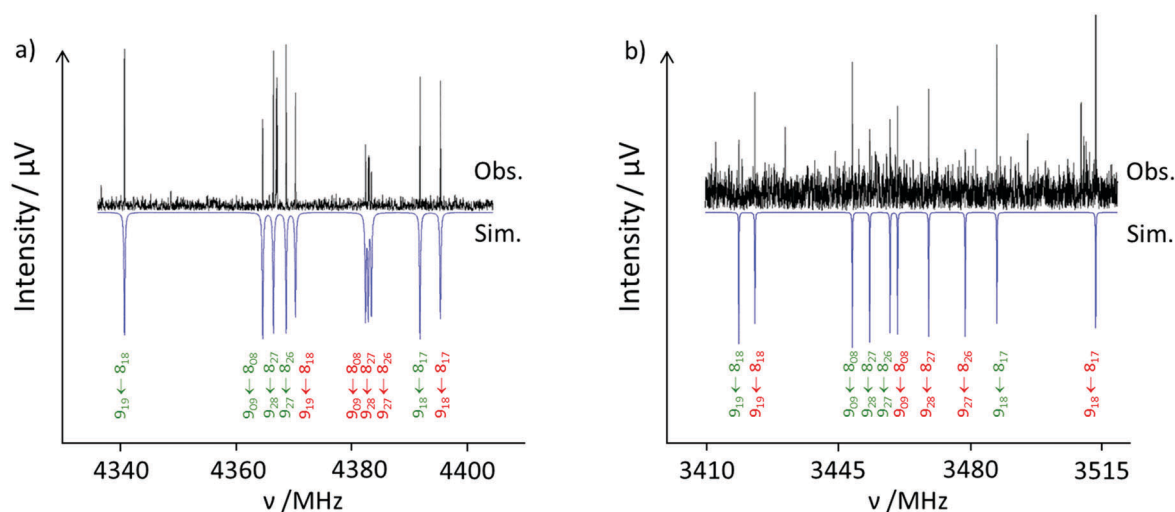 a)
Intensity / µV
Obs.
Sim.
9₁₉ ← 8₁₈
9₀₉ ← 8₀₈
9₂₈ ← 8₂₇
9₂₇ ← 8₂₆
9₁₉ ← 8₁₈
9₀₉ ← 8₀₈
9₂₈ ← 8₂₇
9₂₇ ← 8₂₆
9₁₈ ← 8₁₇
9₁₈ ← 8₁₇
4340 4360 4380 4400
ν /MHz
b)
Intensity / µV
Obs.
Sim.
9₁₉ ← 8₁₈
9₁₉ ← 8₁₈
9₀₉ ← 8₀₈
9₂₈ ← 8₂₇
9₂₇ ← 8₂₆
9₀₉ ← 8₀₈
9₂₈ ← 8₂₇
9₂₇ ← 8₂₆
9₁₈ ← 8₁₇
9₁₈ ← 8₁₇
3410 3445 3480 3515
ν /MHz